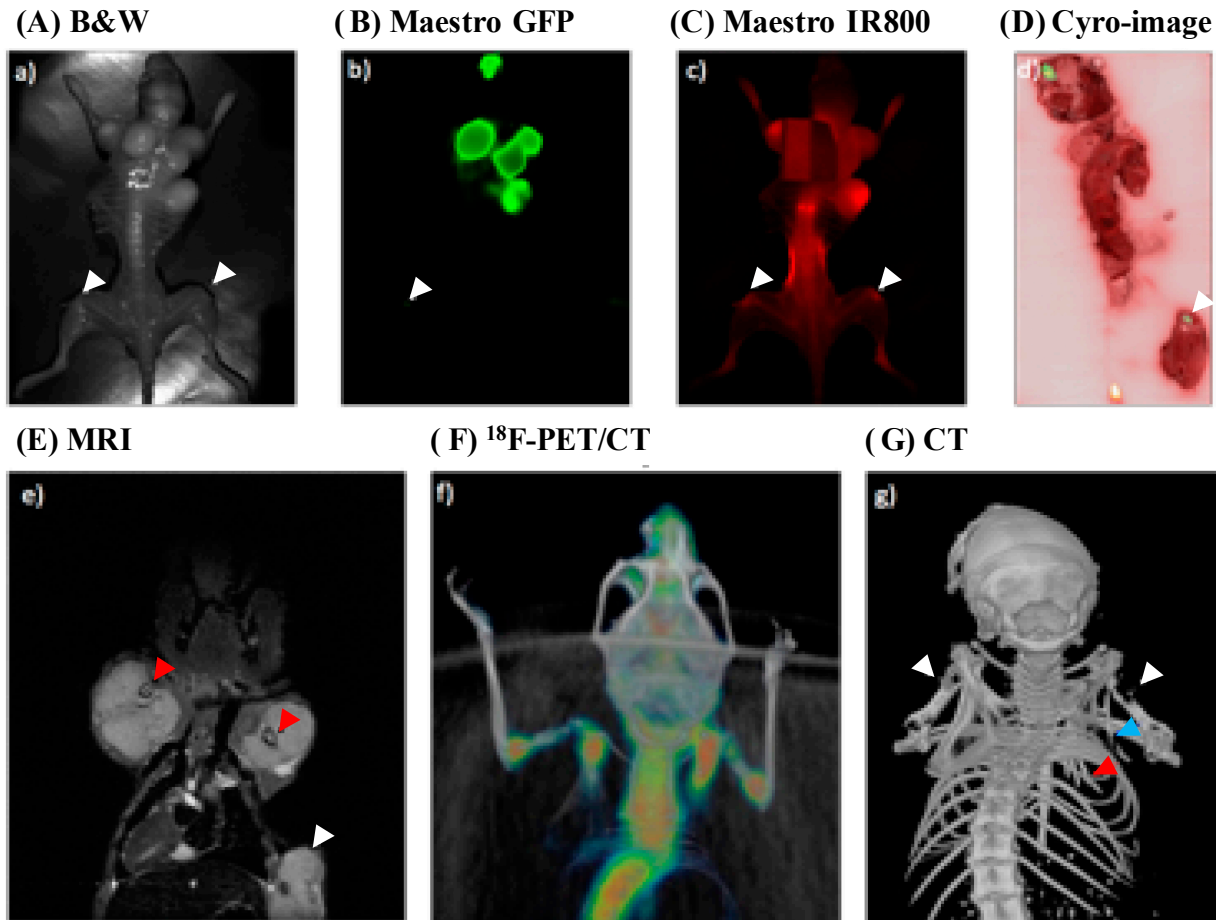 (A) B&W
(B) Maestro GFP
(C) Maestro IR800
(D) Cyro-image
a)
b)
c)
d)
(E) MRI
(F) ¹⁸F-PET/CT
(G) CT
e)
f)
g)